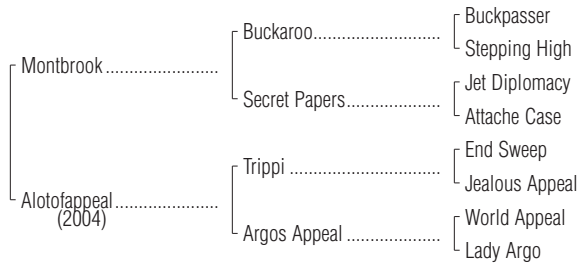 Buckpasser
Buckaroo
Stepping High
Montbrook
Jet Diplomacy
Secret Papers
Attache Case
End Sweep
Trippi
Jealous Appeal
Alotofappeal
(2004)
World Appeal
Argos Appeal
Lady Argo